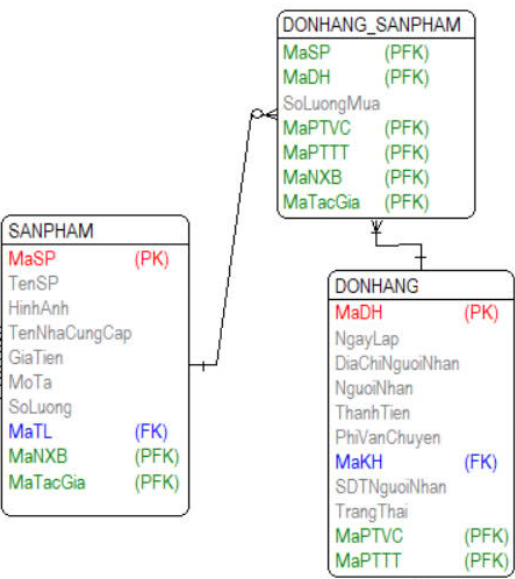 DONHANG_SANPHAM
MaSP (PFK)
MaDH (PFK)
SoLuongMua
MaPTVC (PFK)
MaPTTT (PFK)
MaNXB (PFK)
MaTacGia (PFK)
SANPHAM
MaSP (PK)
TenSP
HinhAnh
TenNhaCungCap
GiaTien
MoTa
SoLuong
MaTL (FK)
MaNXB (PFK)
MaTacGia (PFK)
DONHANG
MaDH (PK)
NgayLap
DiaChiNguoiNhan
NguoiNhan
ThanhTien
PhiVanChuyen
MaKH (FK)
SDTNguoiNhan
TrangThai
MaPTVC (PFK)
MaPTTT (PFK)